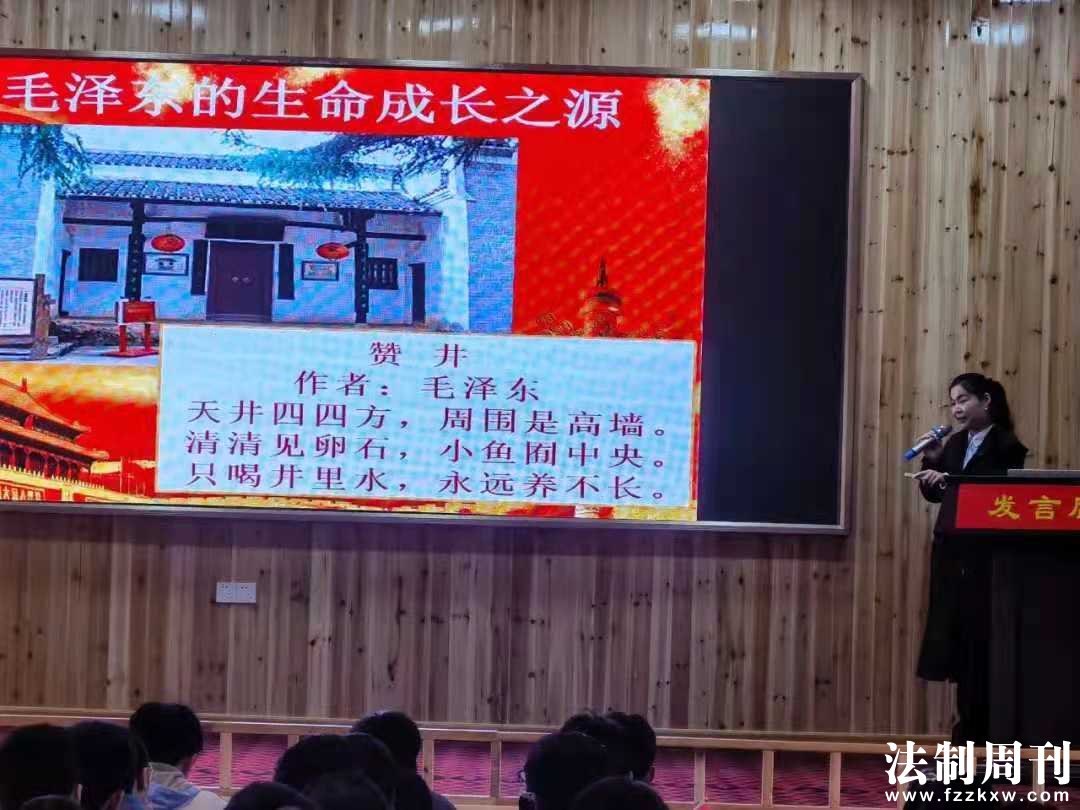 毛泽东的生命成长之源
赞 井
作者：毛泽东
天井四四方，周围是高墙。
清清见卵石，小鱼囿中央。
只喝井里水，永远养不长。
发言
法制周刊
www.fzzkxw.com